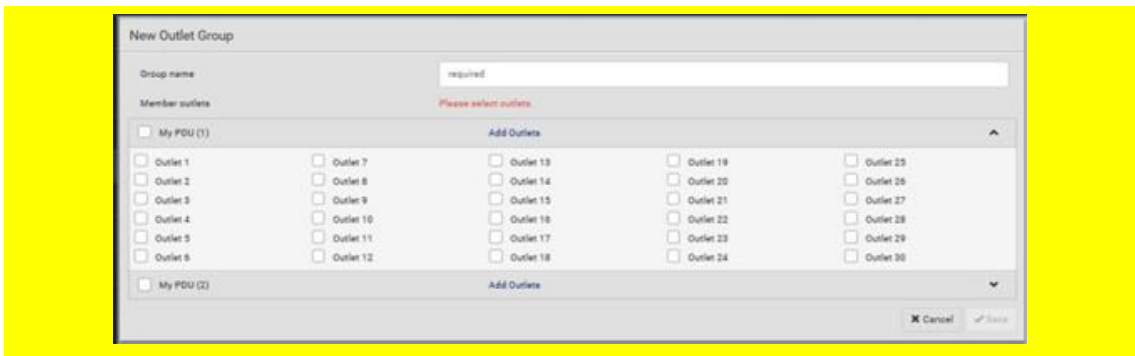 New Outlet Group
Group name required
Member outlets Please select outlets.
My PDU (1) Add Outlets
Outlet 1 Outlet 7 Outlet 13 Outlet 19 Outlet 25
Outlet 2 Outlet 8 Outlet 14 Outlet 20 Outlet 26
Outlet 3 Outlet 9 Outlet 15 Outlet 21 Outlet 27
Outlet 4 Outlet 10 Outlet 16 Outlet 22 Outlet 28
Outlet 5 Outlet 11 Outlet 17 Outlet 23 Outlet 29
Outlet 6 Outlet 12 Outlet 18 Outlet 24 Outlet 30
My PDU (2) Add Outlets
Cancel Save